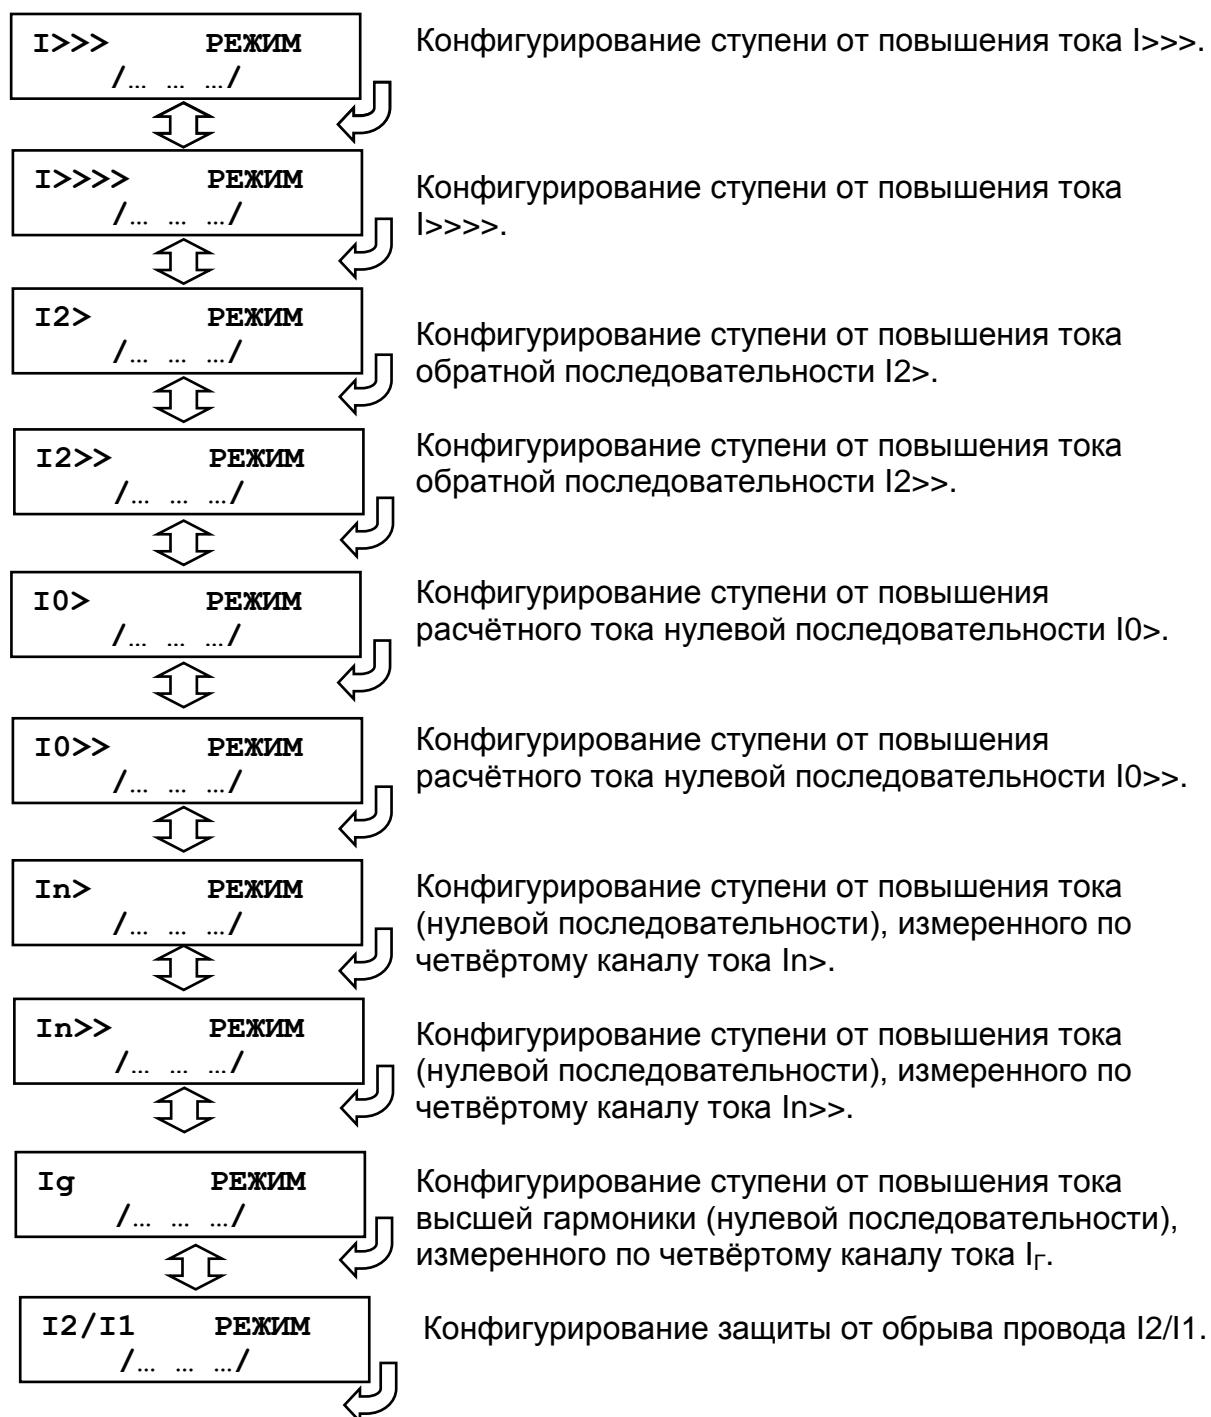 I>>> РЕЖИМ
/... ... .../
Конфигурирование ступени от повышения тока I>>>.
I>>>> РЕЖИМ
/... ... .../
Конфигурирование ступени от повышения тока
I>>>>.
I2> РЕЖИМ
/... ... .../
Конфигурирование ступени от повышения тока
обратной последовательности I2>.
I2>> РЕЖИМ
/... ... .../
Конфигурирование ступени от повышения тока
обратной последовательности I2>>.
I0> РЕЖИМ
/... ... .../
Конфигурирование ступени от повышения
расчётного тока нулевой последовательности I0>.
I0>> РЕЖИМ
/... ... .../
Конфигурирование ступени от повышения
расчётного тока нулевой последовательности I0>>.
In> РЕЖИМ
/... ... .../
Конфигурирование ступени от повышения тока
(нулевой последовательности), измеренного по
четвёртому каналу тока In>.
In>> РЕЖИМ
/... ... .../
Конфигурирование ступени от повышения тока
(нулевой последовательности), измеренного по
четвёртому каналу тока In>>.
Ig РЕЖИМ
/... ... .../
Конфигурирование ступени от повышения тока
высшей гармоники (нулевой последовательности),
измеренного по четвёртому каналу тока IГ.
I2/I1 РЕЖИМ
/... ... .../
Конфигурирование защиты от обрыва провода I2/I1.